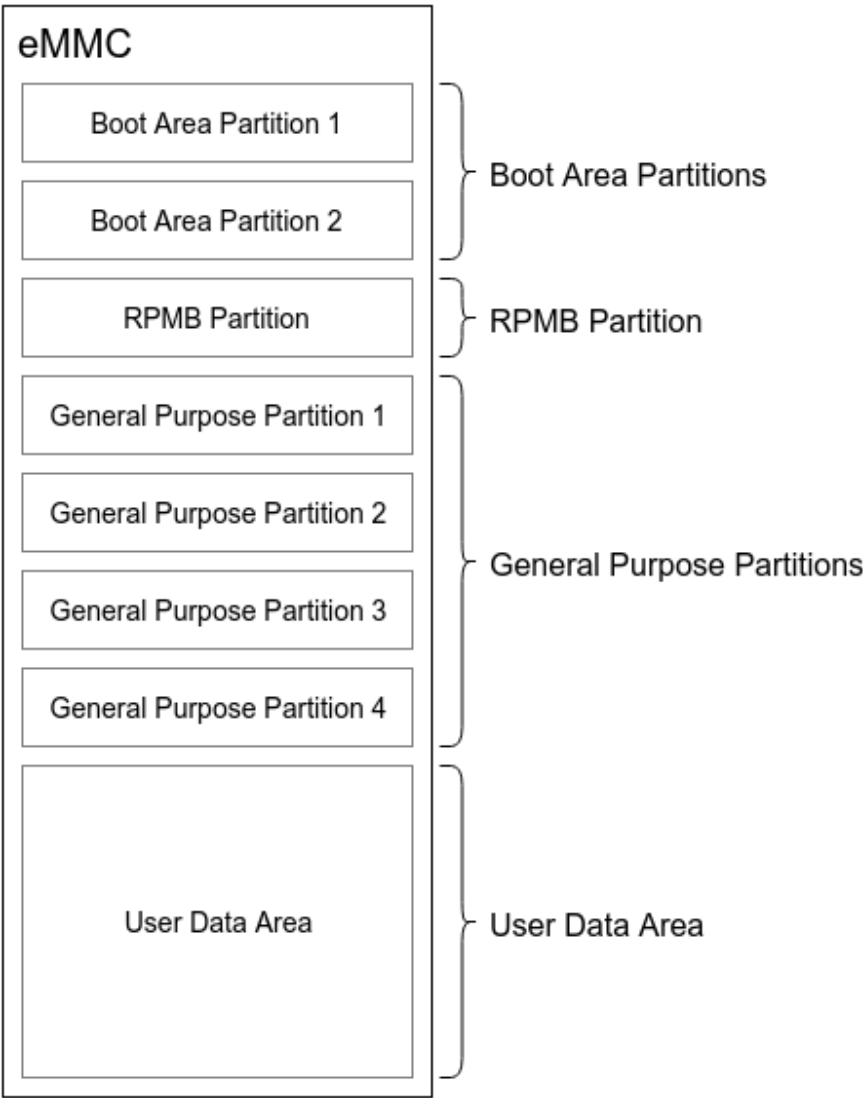 eMMC
Boot Area Partition 1
Boot Area Partition 2
Boot Area Partitions
RPMB Partition
RPMB Partition
General Purpose Partition 1
General Purpose Partition 2
General Purpose Partition 3
General Purpose Partition 4
General Purpose Partitions
User Data Area
User Data Area